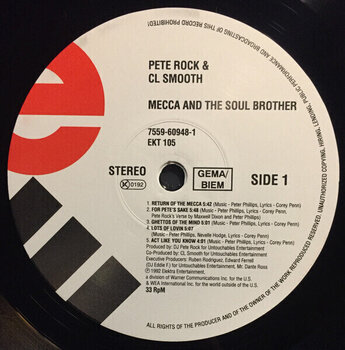 PETE ROCK &
CL SMOOTH
MECCA AND THE SOUL BROTHER
7559-60948-1
EKT 105
STEREO
GEMA/
BIEM
SIDE 1
0192
1. RETURN OF THE MECCA 5:42 (Music - Peter Phillips, Lyrics - Corey Penn)
2. FOR PETE'S SAKE 5:48 (Music - Peter Phillips, Lyrics - Corey Penn,
Pete Rock's Verse by Maxwell Dixon and Peter Phillips)
3. GHETTOS OF THE MIND 5:01 (Music - Peter Phillips, Lyrics - Corey Penn)
4. LOTS OF LOVIN 5:07
(Music - Peter Phillips, Nevelle Hodge, Lyrics - Corey Penn)
5. ACT LIKE YOU KNOW 4:01 (Music - Peter Phillips, Lyrics - Corey Penn)
Produced by: DJ Pete Rock for Untouchables Entertainment
Co-Produced by: CL Smooth for Untouchables Entertainment
Executive Producers: Ruben Rodriguez, Edward Ferrell
(DJ Eddie F) for Untouchables Entertainment, Mr. Dante Ross
℗ 1992 Elektra Entertainment,
a division of Warner Communications Inc. for the United States
& WEA International Inc. for the world outside of the U.S.
33 RpM
ALL RIGHTS OF THE PRODUCER AND OF THE OWNER OF THE WORK REPRODUCED RESERVED. UNAUTHORIZED COPYING, HIRING, LENDING, PUBLIC PERFORMANCE AND BROADCASTING OF THIS RECORD PROHIBITED.